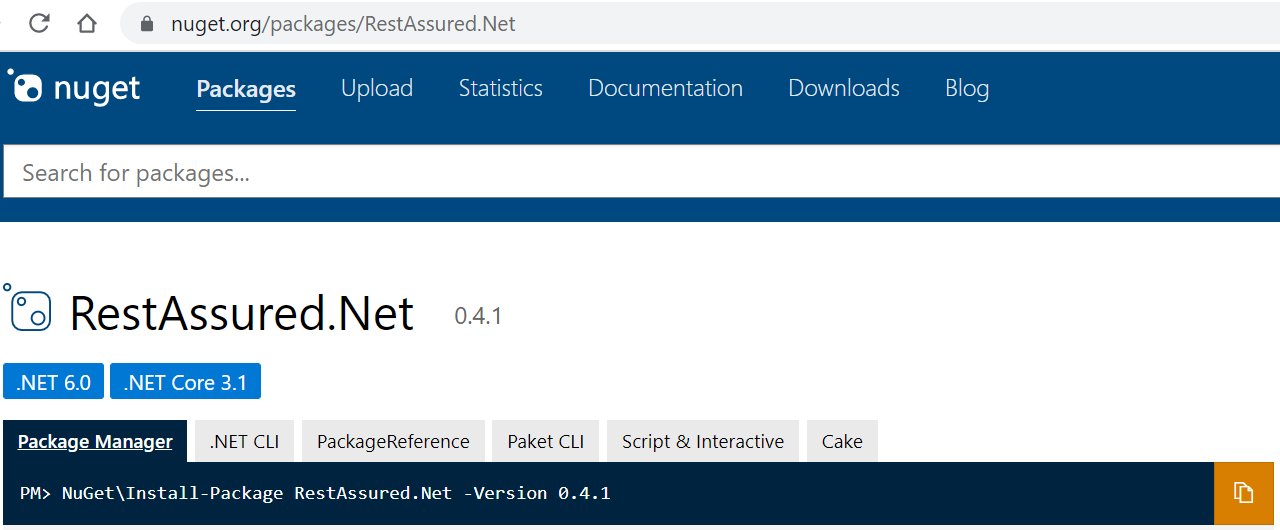 nuget.org/packages/RestAssured.Net
nuget Packages Upload Statistics Documentation Downloads Blog
Search for packages...
RestAssured.Net 0.4.1
.NET 6.0 .NET Core 3.1
Package Manager .NET CLI PackageReference Paket CLI Script & Interactive Cake
PM> NuGet\Install-Package RestAssured.Net -Version 0.4.1